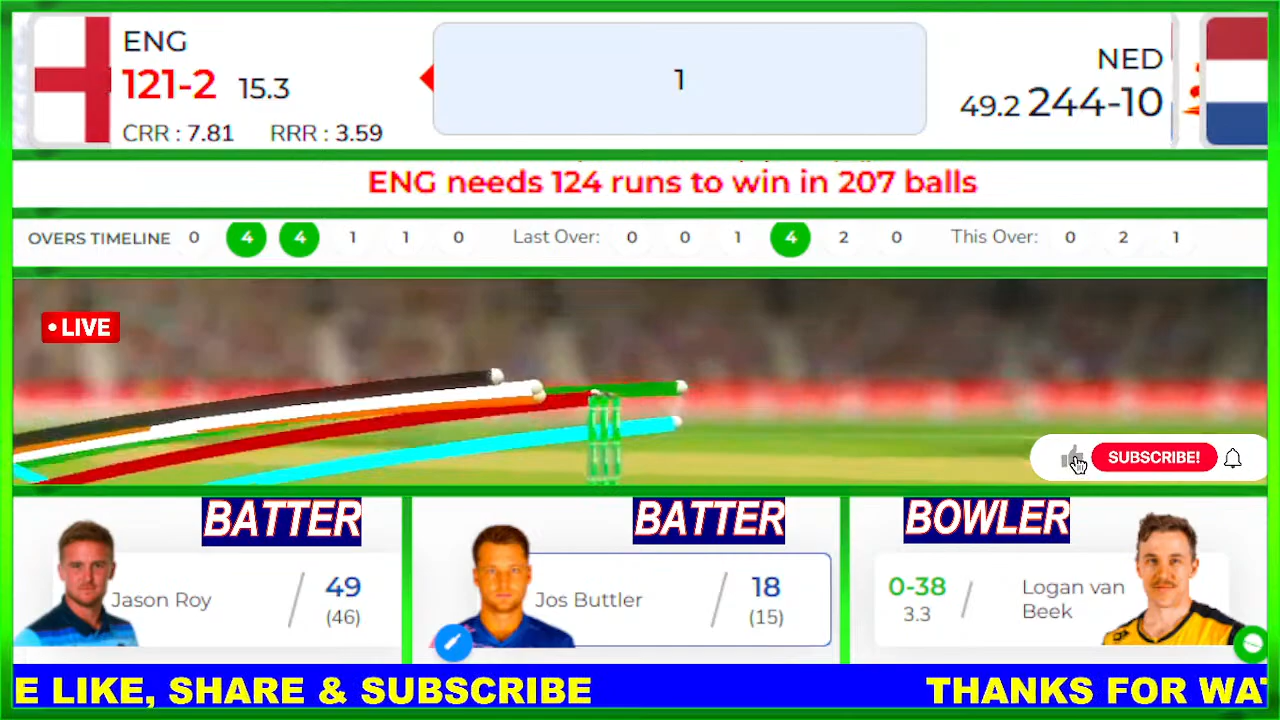 ENG
121-2 15.3
CRR : 7.81 RRR : 3.59
1
NED
49.2 244-10
ENG needs 124 runs to win in 207 balls
OVERS TIMELINE 0 4 4 1 1 0 Last Over: 0 0 1 4 2 0 This Over: 0 2 1
LIVE
SUBSCRIBE!
BATTER
Jason Roy
49
(46)
BATTER
Jos Buttler
18
(15)
BOWLER
0-38
3.3
Logan van
Beek
E LIKE, SHARE & SUBSCRIBE THANKS FOR WA